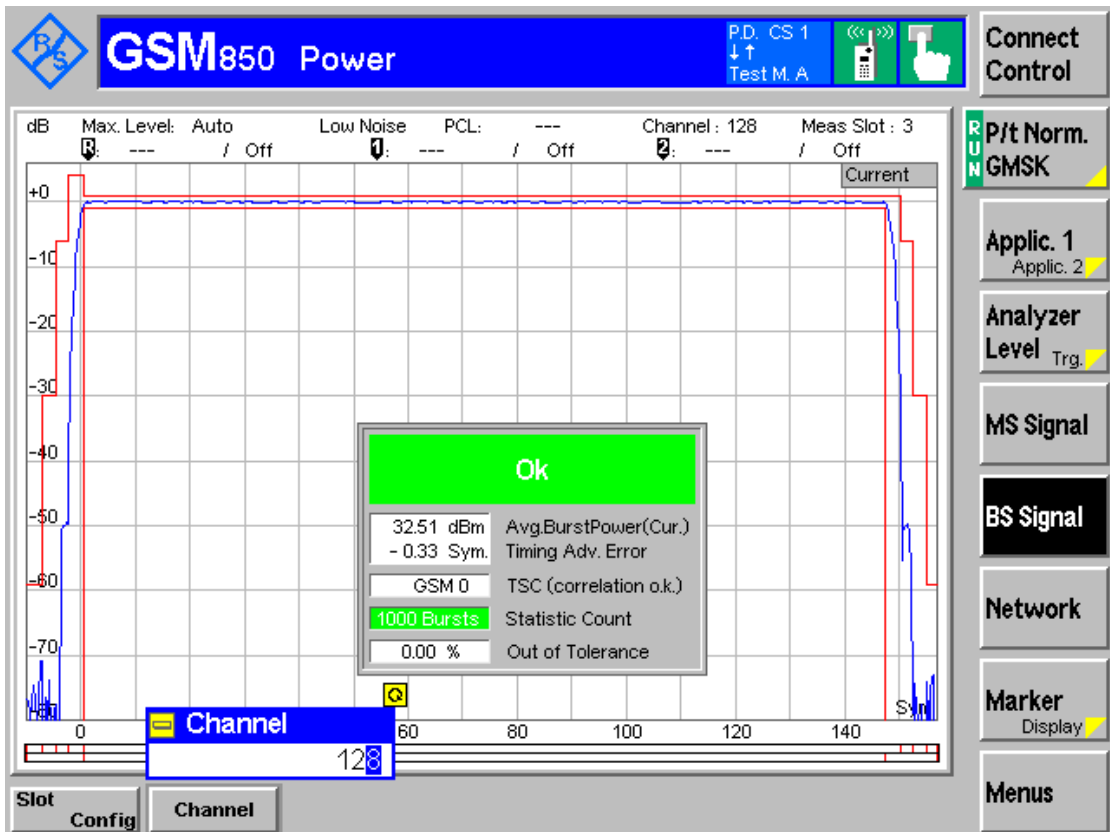 R/S
GSM850 Power
P.D. CS 1
Test M. A
Connect
Control
dB Max. Level: Auto Low Noise PCL: --- Channel : 128 Meas Slot : 3
R: --- / Off 1: --- / Off 2: --- / Off
Current
+0
-10
-20
-30
-40
-50
-60
-70
Ok
32.51 dBm Avg.BurstPower(Cur.)
- 0.33 Sym. Timing Adv. Error
GSM 0 TSC (correlation o.k.)
1000 Bursts Statistic Count
0.00 % Out of Tolerance
0 60 80 100 120 140
Channel
128
Slot
Config
Channel
RUN
P/t Norm.
GMSK
Applic. 1
Applic. 2
Analyzer
Level Trg.
MS Signal
BS Signal
Network
Marker
Display
Menus